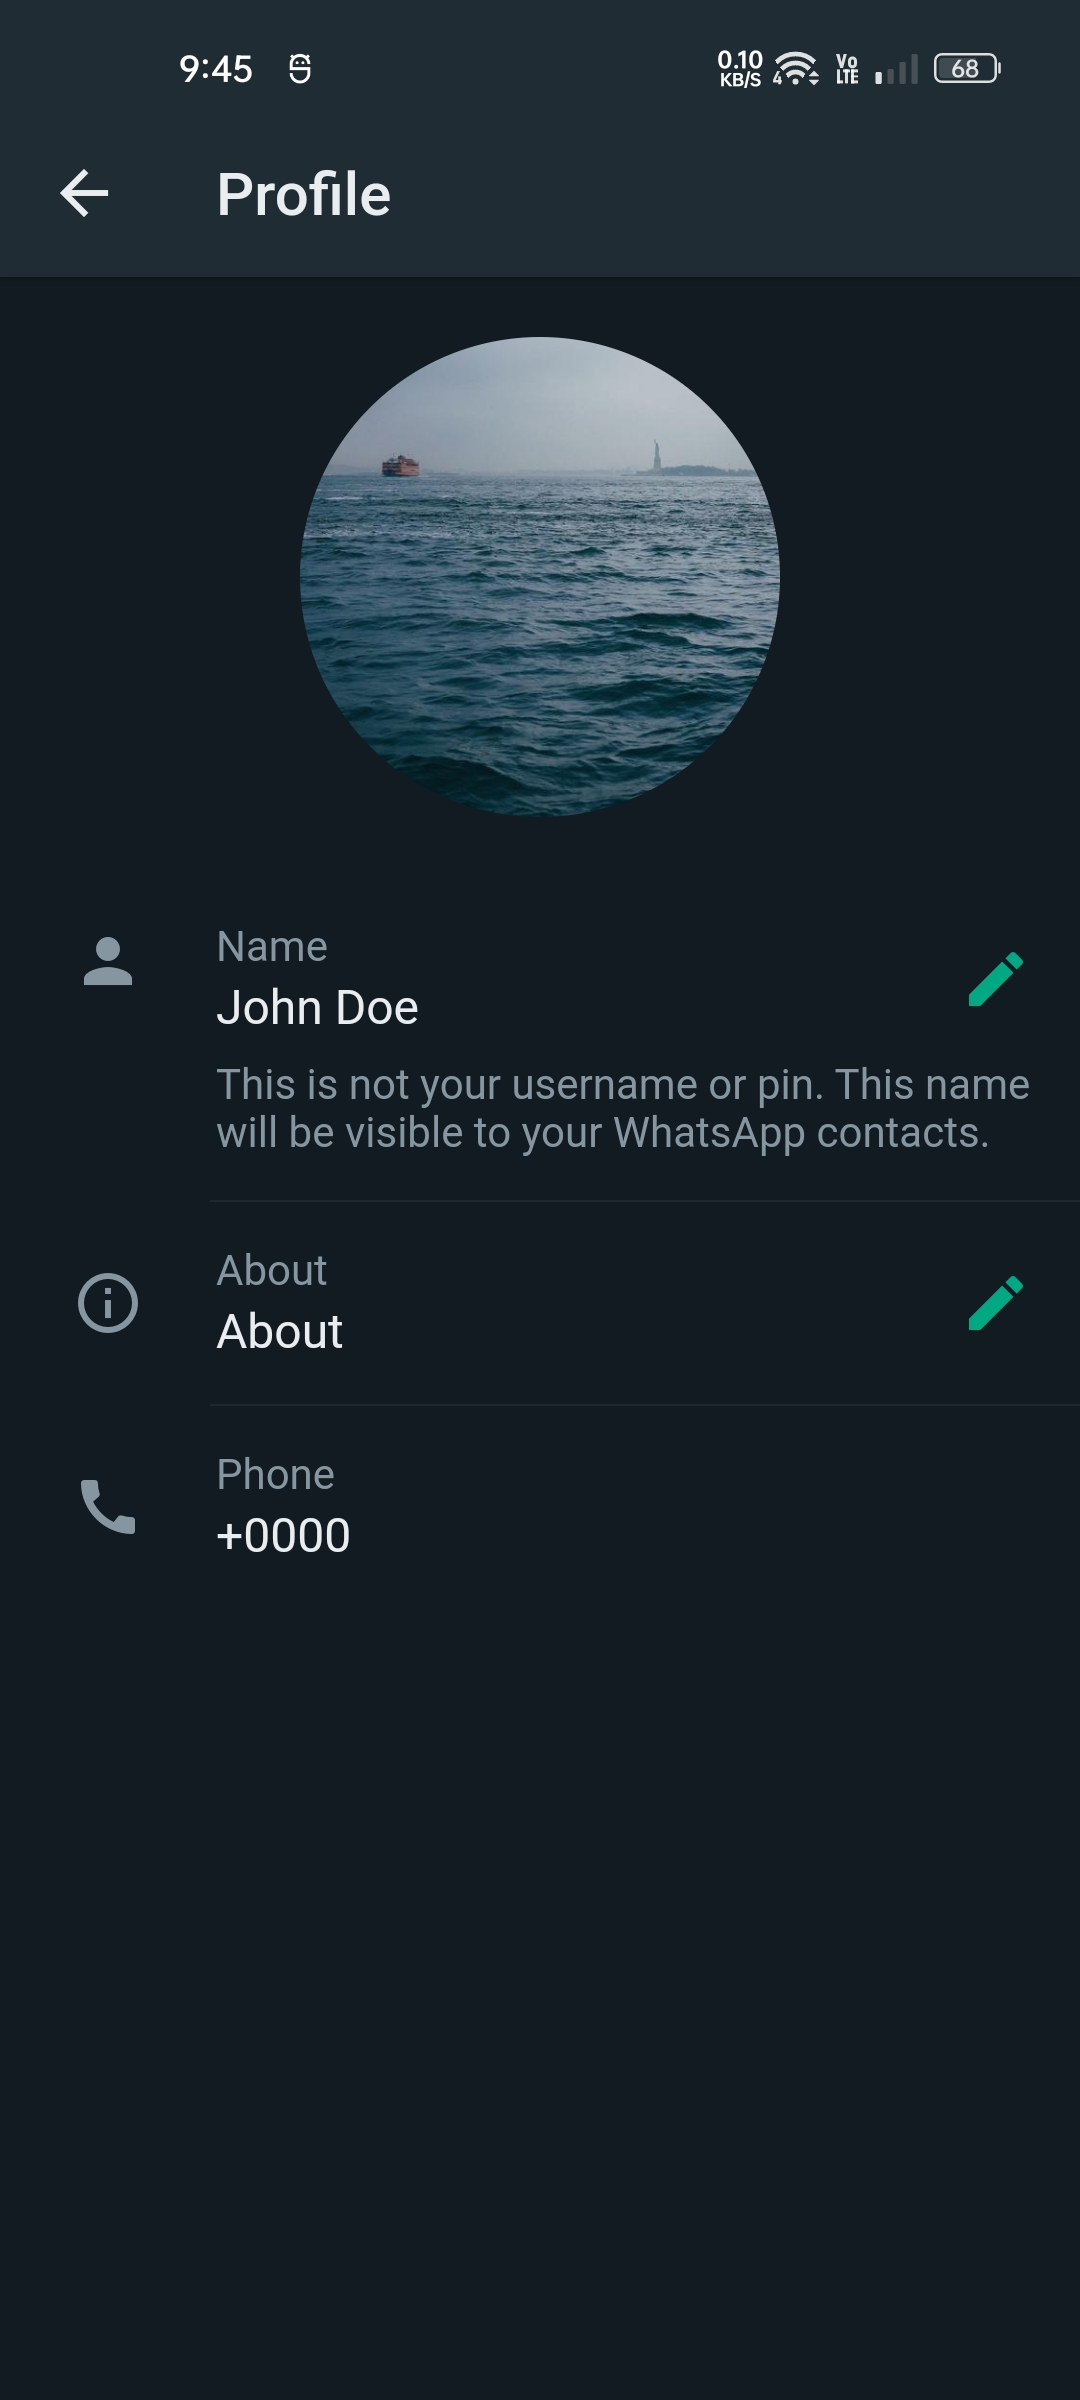 9:45
0.10
KB/S
4
Vo
LTE
68
Profile
Name
John Doe
This is not your username or pin. This name
will be visible to your WhatsApp contacts.
About
About
Phone
+0000